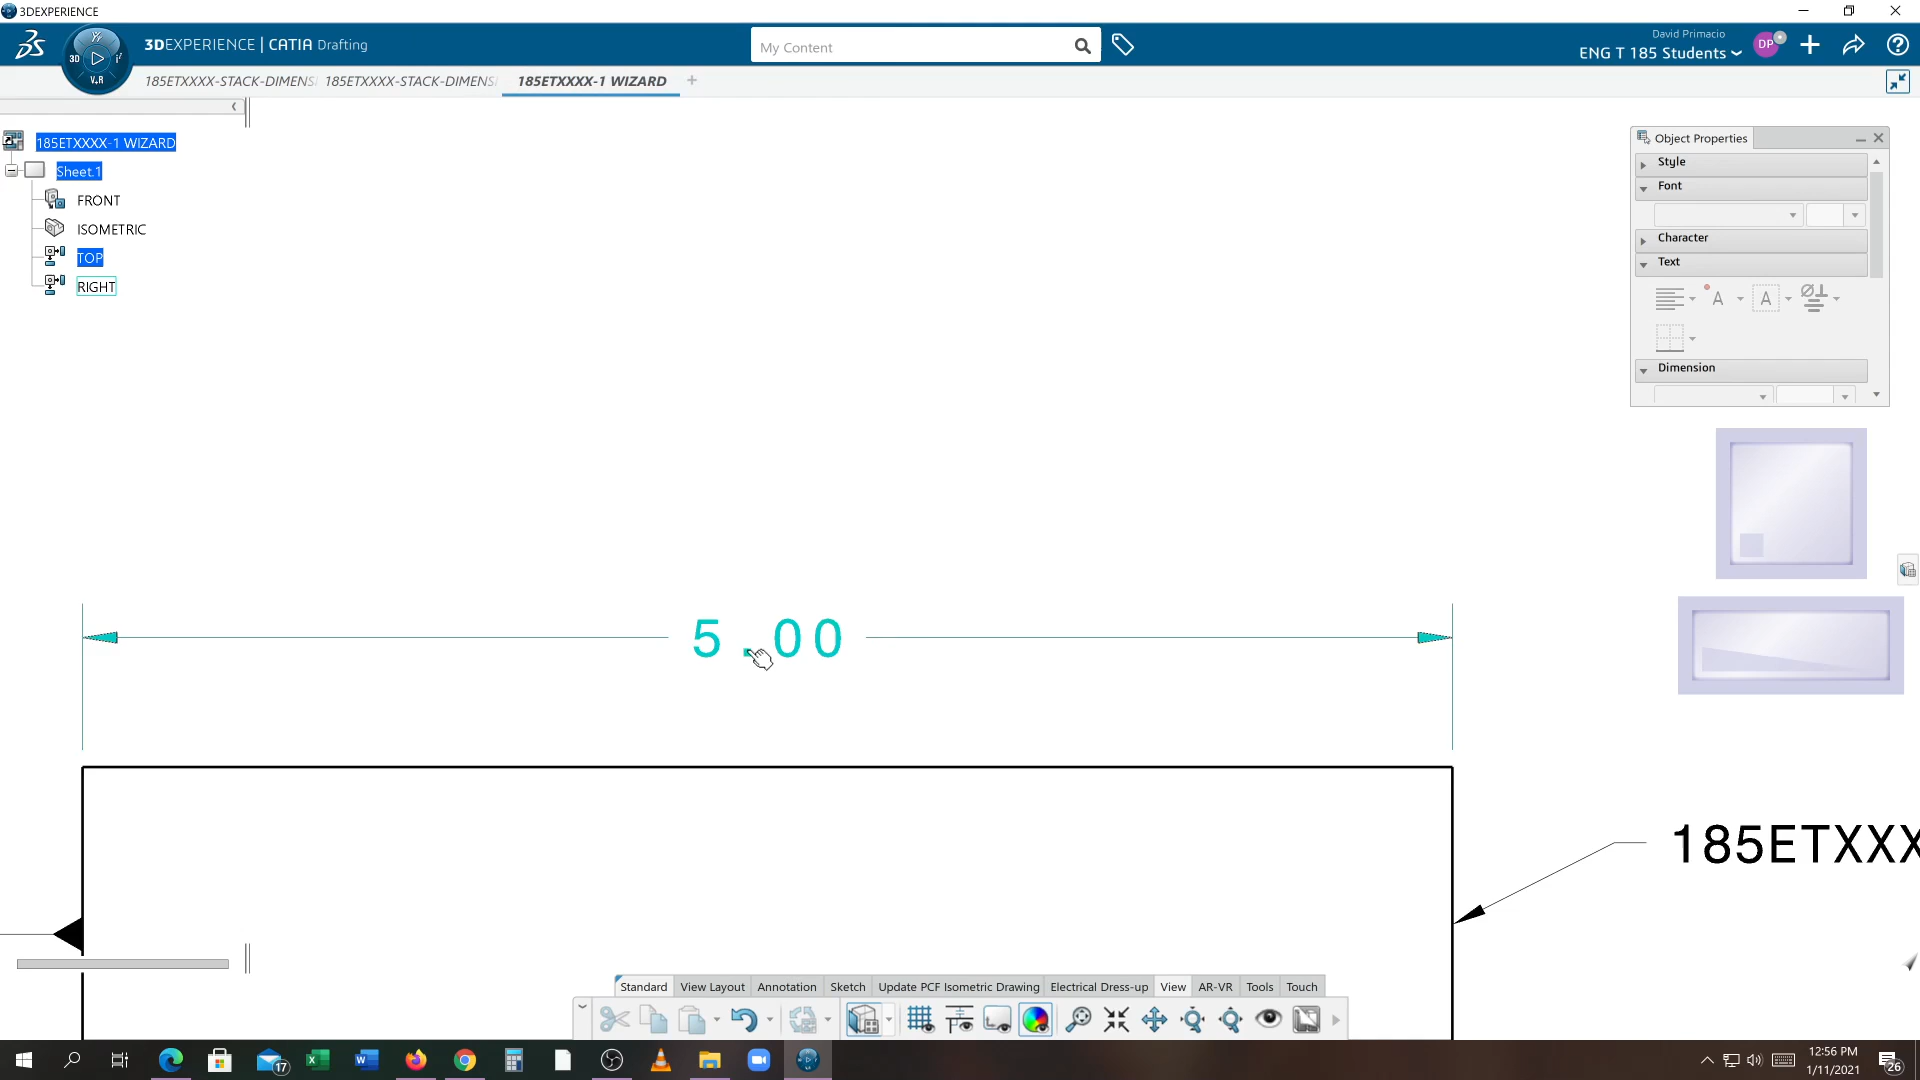 3DEXPERIENCE
3DEXPERIENCE | CATIA Drafting
3D
V.R
My Content
David Primacio
ENG T 185 Students
DP
185ETXXXX-STACK-DIMENS
185ETXXXX-STACK-DIMENS
185ETXXXX-1 WIZARD
185ETXXXX-1 WIZARD
Sheet.1
FRONT
ISOMETRIC
TOP
RIGHT
Object Properties
Style
Font
Character
Text
A
A
Dimension
5.00
185ETXXX
Standard
View Layout
Annotation
Sketch
Update PCF Isometric Drawing
Electrical Dress-up
View
AR-VR
Tools
Touch
17
12:56 PM
1/11/2021
26